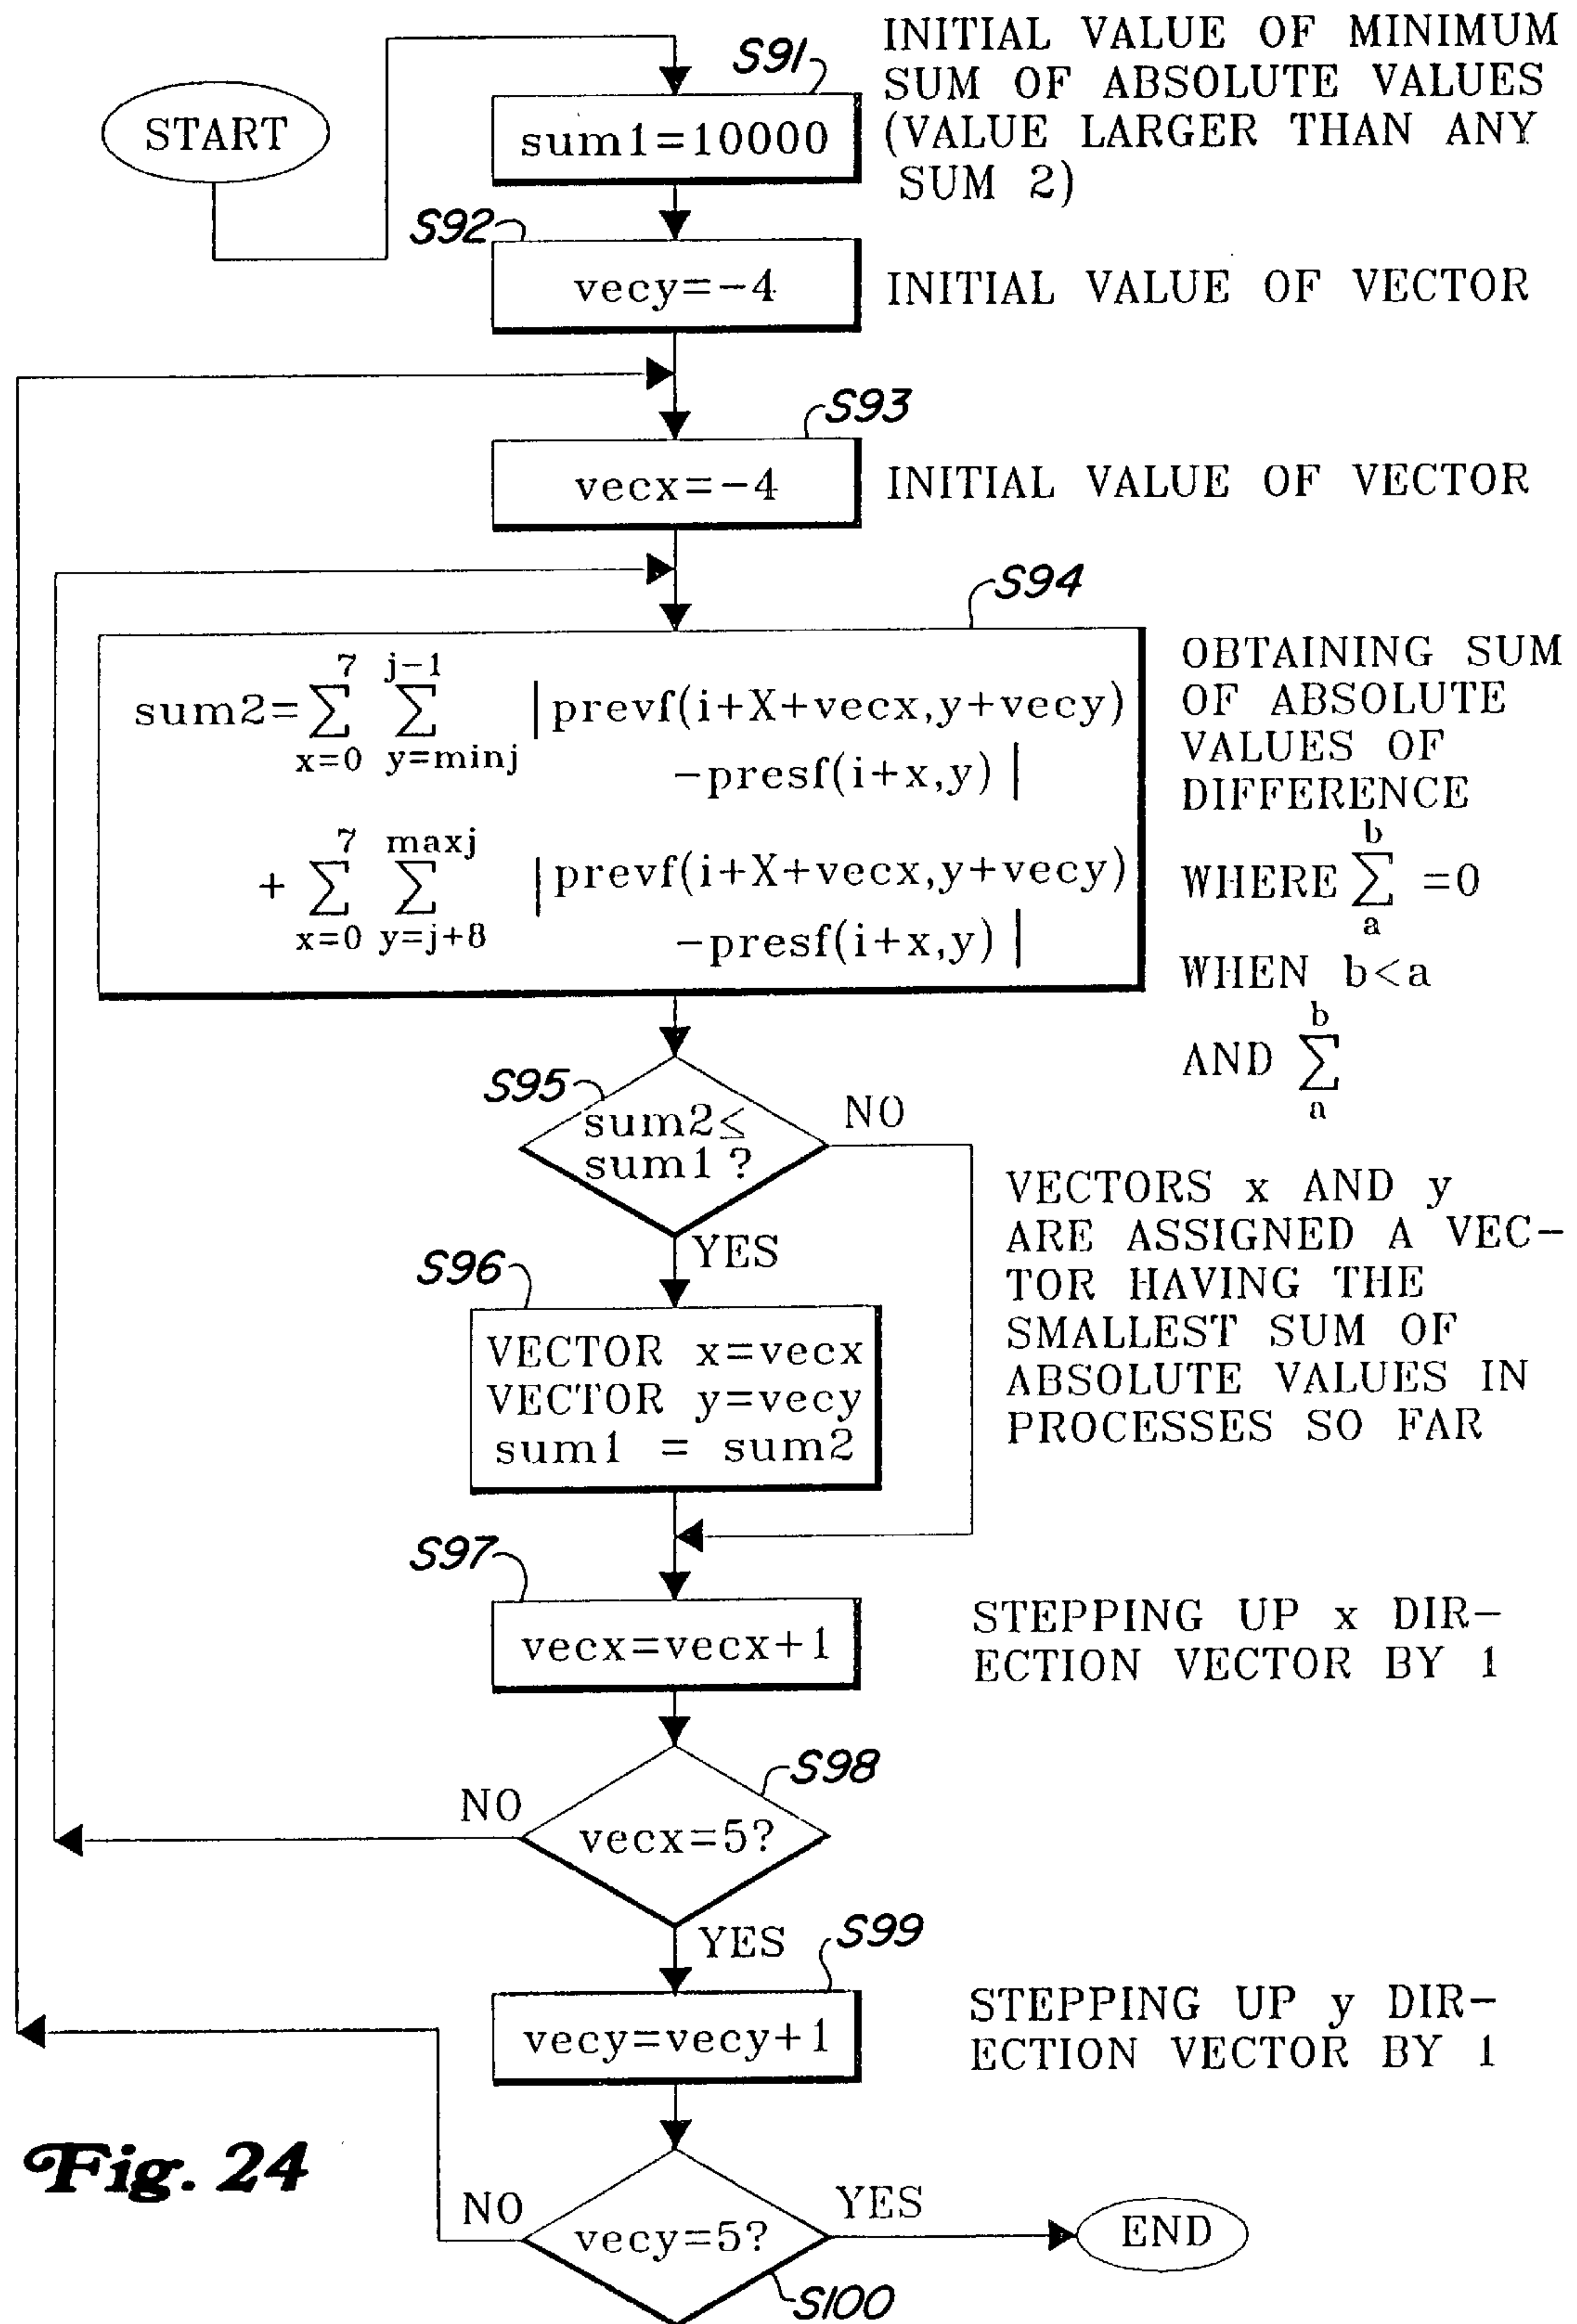 START
S91
sum1=10000
INITIAL VALUE OF MINIMUM
SUM OF ABSOLUTE VALUES
(VALUE LARGER THAN ANY
SUM 2)
S92
vecy=-4
INITIAL VALUE OF VECTOR
S93
vecx=-4
INITIAL VALUE OF VECTOR
S94
7 j-1
sum2=∑ ∑ |prevf(i+X+vecx,y+vecy)
x=0 y=minj
-presf(i+x,y)|
7 maxj
+ ∑ ∑ |prevf(i+X+vecx,y+vecy)
x=0 y=j+8
-presf(i+x,y)|
OBTAINING SUM
OF ABSOLUTE
VALUES OF
DIFFERENCE
b
WHERE ∑ =0
a
WHEN b<a
b
AND ∑
a
S95
sum2≤
sum1?
NO
YES
VECTORS x AND y
ARE ASSIGNED A VEC-
TOR HAVING THE
SMALLEST SUM OF
ABSOLUTE VALUES IN
PROCESSES SO FAR
S96
VECTOR x=vecx
VECTOR y=vecy
sum1 = sum2
S97
vecx=vecx+1
STEPPING UP x DIR-
ECTION VECTOR BY 1
S98
NO
vecx=5?
YES
S99
vecy=vecy+1
STEPPING UP y DIR-
ECTION VECTOR BY 1
Fig. 24
NO
vecy=5?
YES
END
S100